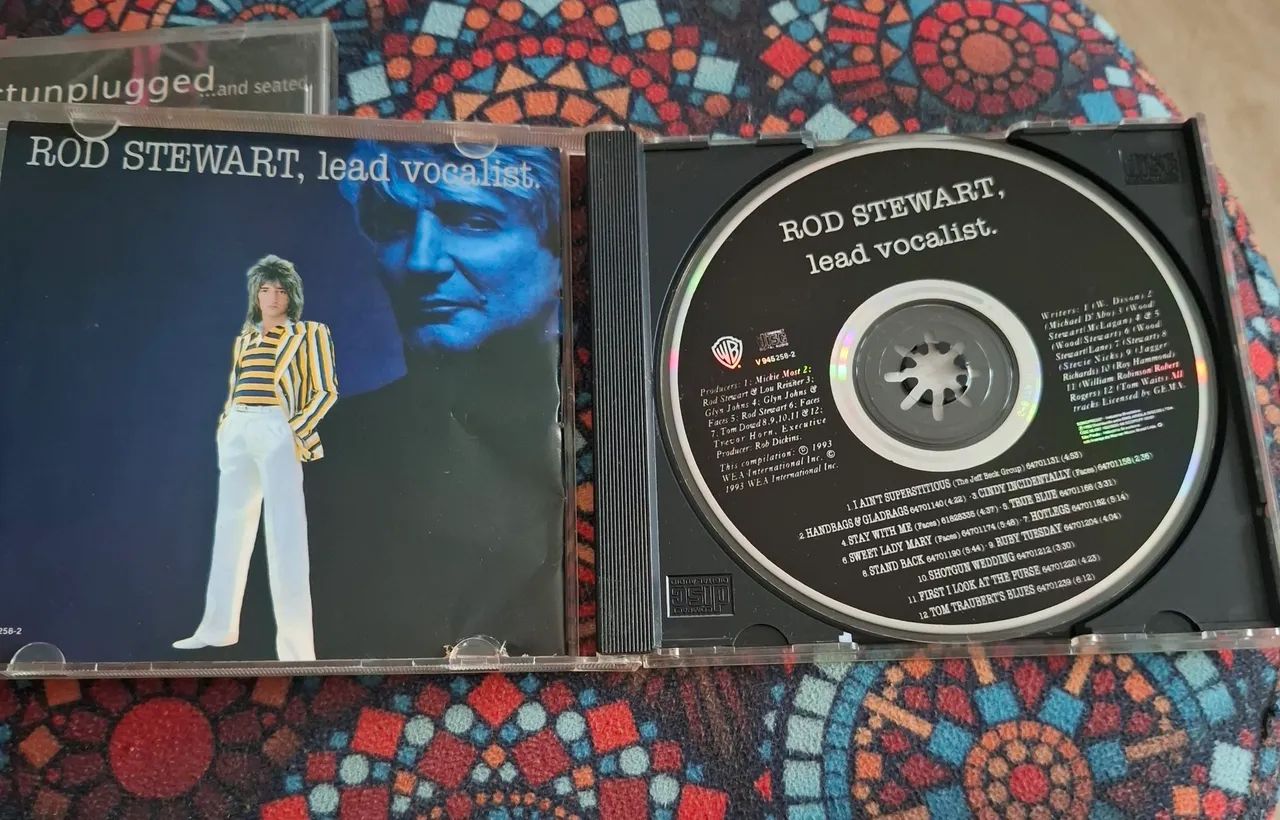 tunplugged ...and seated
ROD STEWART, lead vocalist.
258-2
ROD STEWART,
lead vocalist.
WB
V 945258-2
Producers: 1: Mickie Most 2:
Rod Stewart & Lou Reizner 3;
Glyn Johns 4; Glyn Johns &
Faces 5: Rod Stewart 6; Faces
7. Tom Dowd 8,9,10,11 & 12;
Trevor Horn, Executive
Producer: Rob Dickins.
This compilation: ℗ 1993
WEA International Inc. ©
1993 WEA International Inc.
Writers: 1 (W. Dixon) 2
(Michael D'Abo) 3 (Wood/
Stewart/McLagan) 4 & 5
(Wood/Stewart) 6 (Wood/
Stewart/Lane) 7 (Stewart) 8
(Stevie Nicks) 9 (Jagger/
Richards) 10 (Roy Hammond)
11 (William Robinson/Robert
Rogers) 12 (Tom Waits) All
tracks Licensed by GEMA.
1. I AIN'T SUPERSTITIOUS (The Jeff Beck Group) 64701131 (4:53)
2. HANDBAGS & GLADRAGS 64701140 (4:22) · 3. CINDY INCIDENTALLY (Faces) 64701158 (2:36)
4. STAY WITH ME (Faces) 61828336 (4:37) · 5. TRUE BLUE 64701166 (3:31)
6. SWEET LADY MARY (Faces) 64701174 (5:48) · 7. HOTLEGS 64701182 (5:14)
8. STAND BACK 64701190 (5:44) · 9. RUBY TUESDAY 64701204 (4:04)
10. SHOTGUN WEDDING 64701212 (3:30)
11. FIRST I LOOK AT THE PURSE 64701220 (4:23)
12. TOM TRAUBERT'S BLUES 64701239 (6:12)